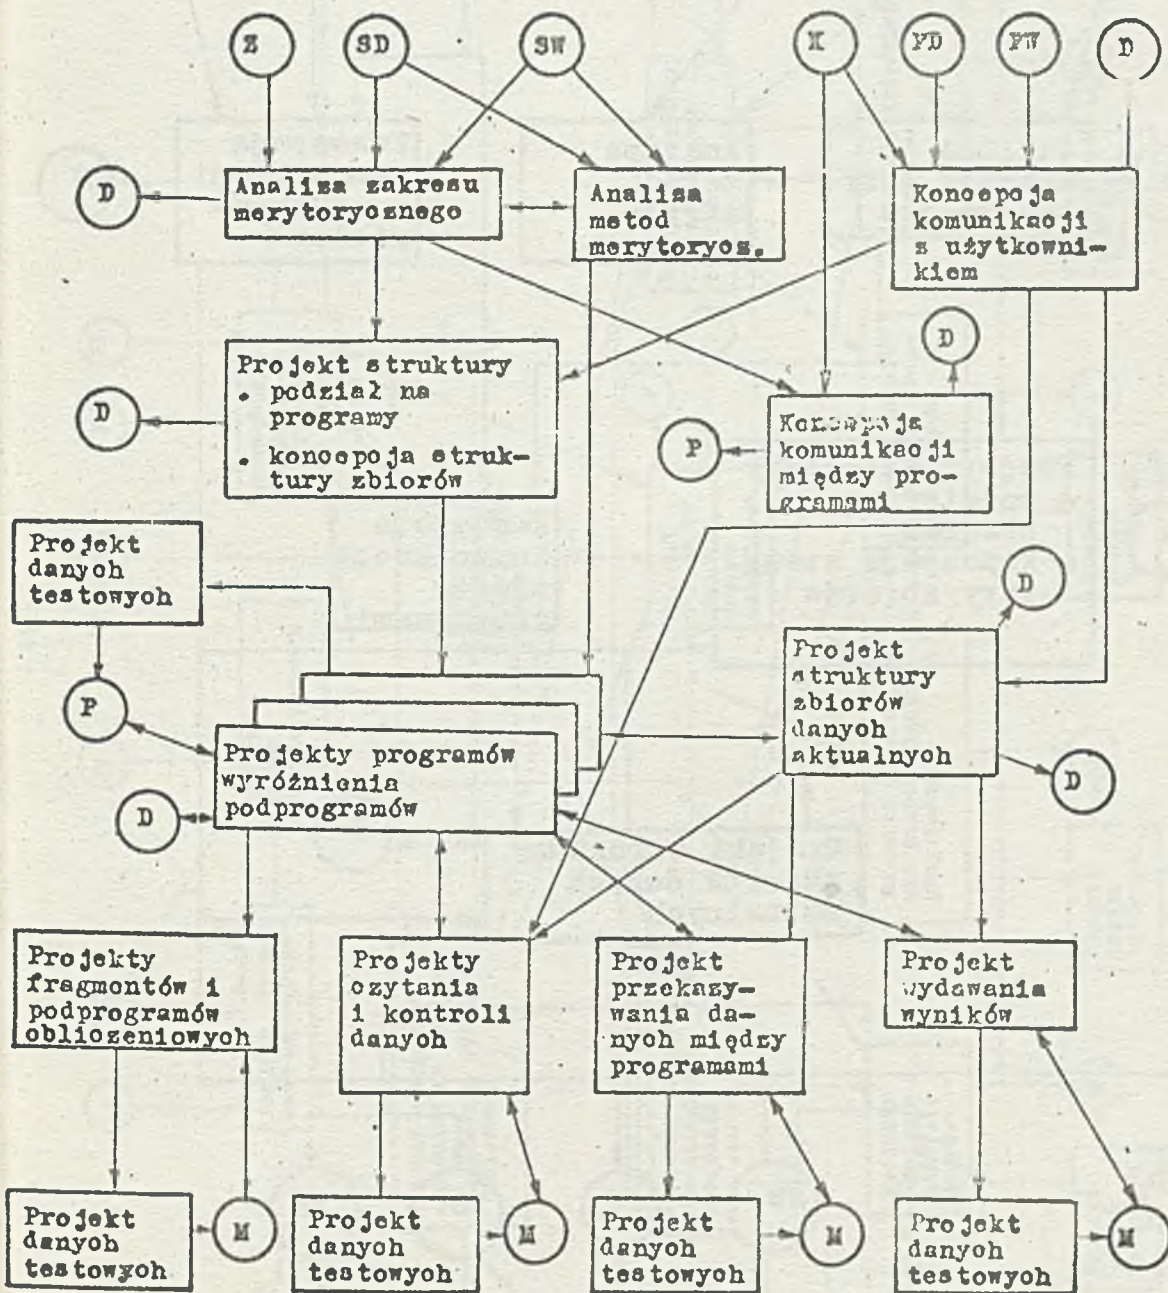 Z SD SW K FD FW D
D
Analiza zakresu
merytorycznego
Analiza
metod
merytorycz.
Koncepcja
komunikacji
z użytkowni-
kiem
Projekt struktury
. podział na
programy
. koncepcja struk-
tury zbiorów
D
D
P
Koncepcja
komunikacji
między pro-
gramami
Projekt
danych
testowych
D
P
Projekt
struktury
zbiorów
danych
aktualnych
D
Projekty programów
wyróżnienia
podprogramów
D
Projekty
fragmentów i
podprogramów
obliczeniowych
Projekty
czytania
i kontroli
danych
Projekt
przekazy-
wania da-
nych między
programami
Projekt
wydawania
wyników
Projekt
danych
testowych
M
Projekt
danych
testowych
M
Projekt
danych
testowych
M
Projekt
danych
testowych
M